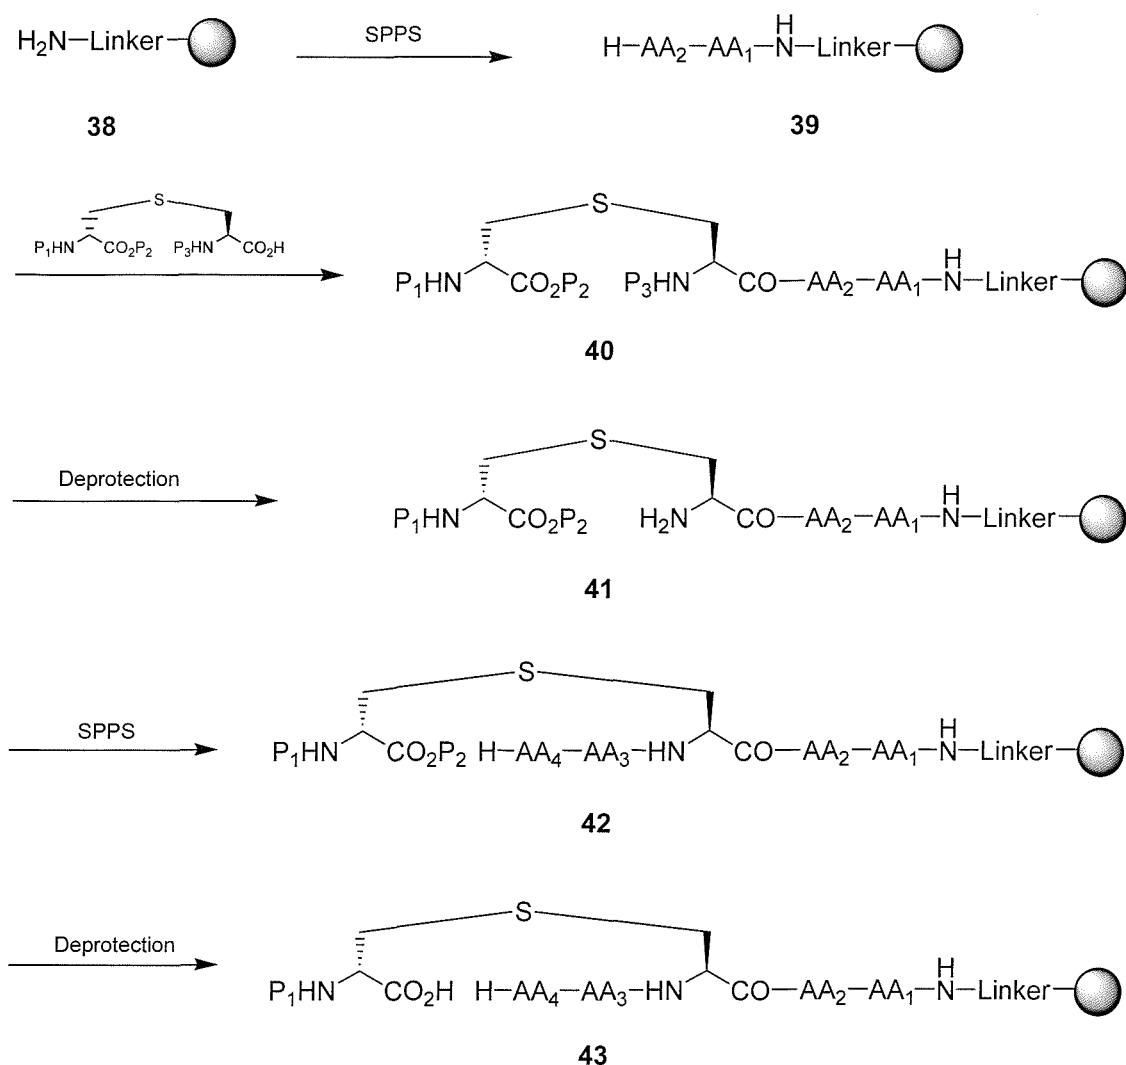 H₂N–Linker
SPPS
H–AA₂–AA₁–N–Linker
H
38
39
S
P₁HN CO₂P₂ P₃HN CO₂H
S
P₁HN CO₂P₂ P₃HN CO–AA₂–AA₁–N–Linker
H
40
Deprotection
S
P₁HN CO₂P₂ H₂N CO–AA₂–AA₁–N–Linker
H
41
SPPS
S
P₁HN CO₂P₂ H–AA₄–AA₃–HN CO–AA₂–AA₁–N–Linker
H
42
Deprotection
S
P₁HN CO₂H H–AA₄–AA₃–HN CO–AA₂–AA₁–N–Linker
H
43